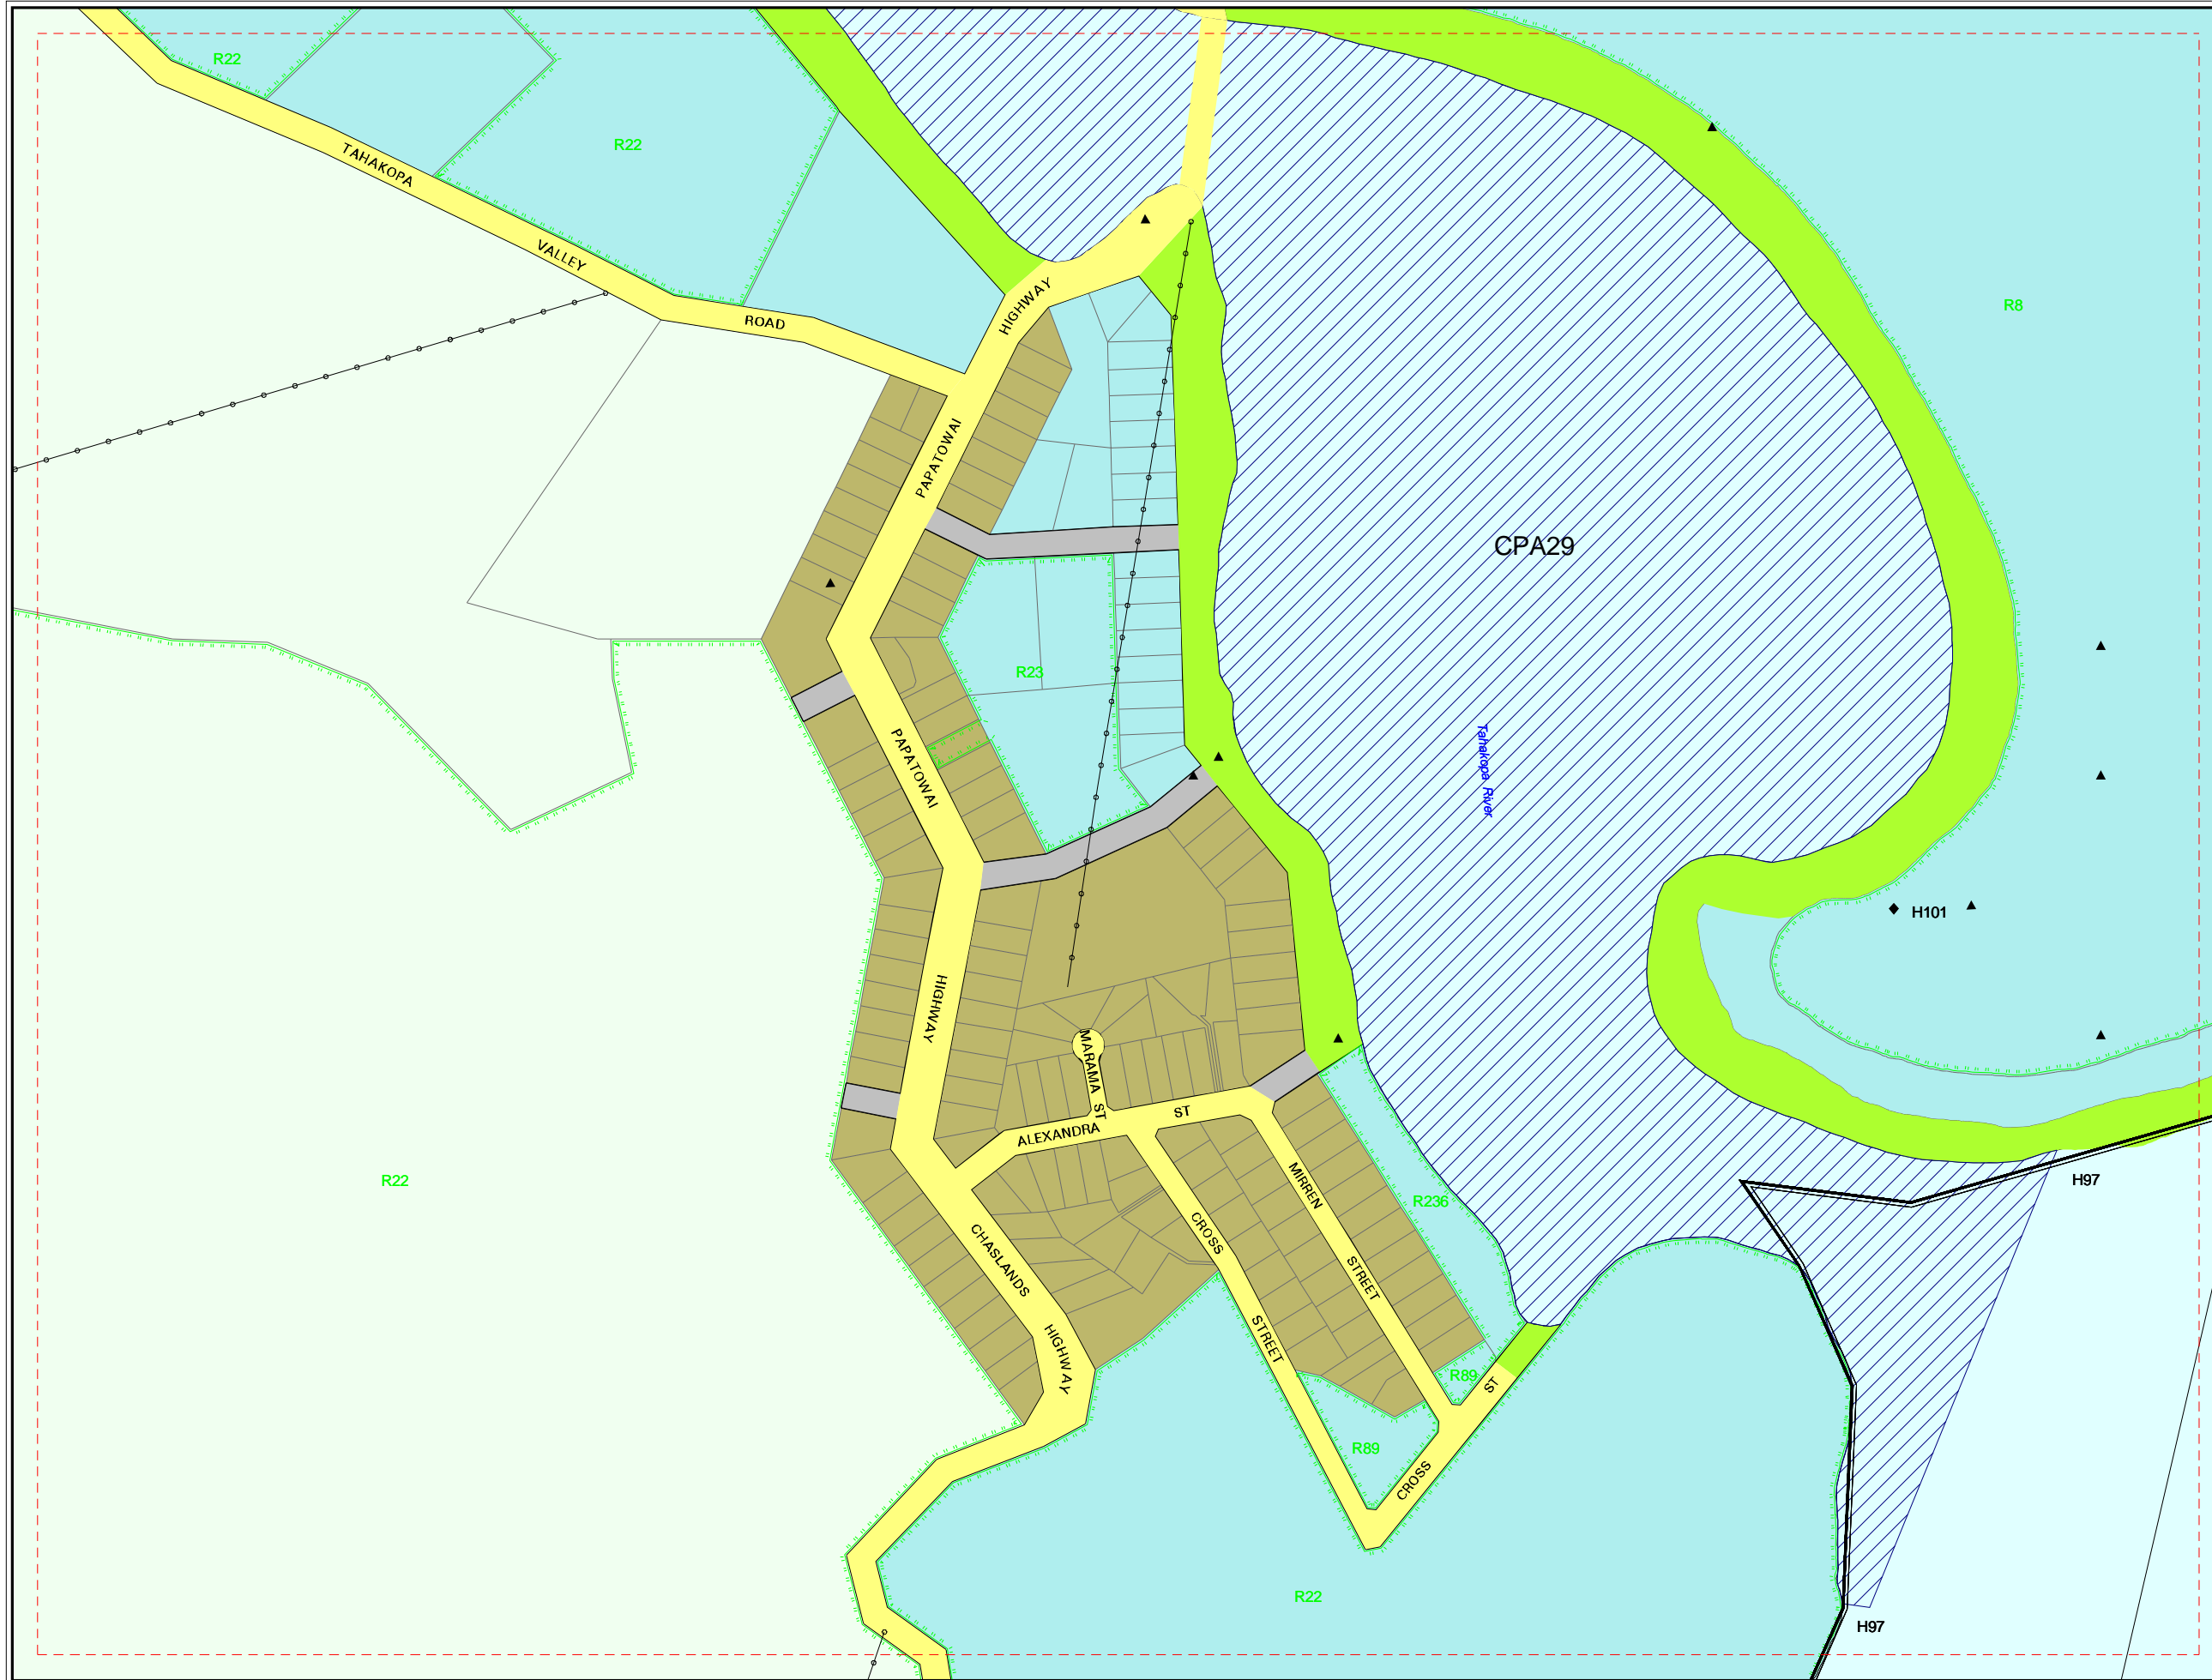 R22
R22
TAHAKOPA
VALLEY
ROAD
HIGHWAY
R8
PAPATOWAI
CPA29
R23
PAPATOWAI
Tahakopa River
H101
HIGHWAY
MARAMA ST
ALEXANDRA ST
R22
H97
MIRREN
R236
CROSS
CHASLANDS
STREET
STREET
HIGHWAY
R89
ST
R89
CROSS
R22
H97